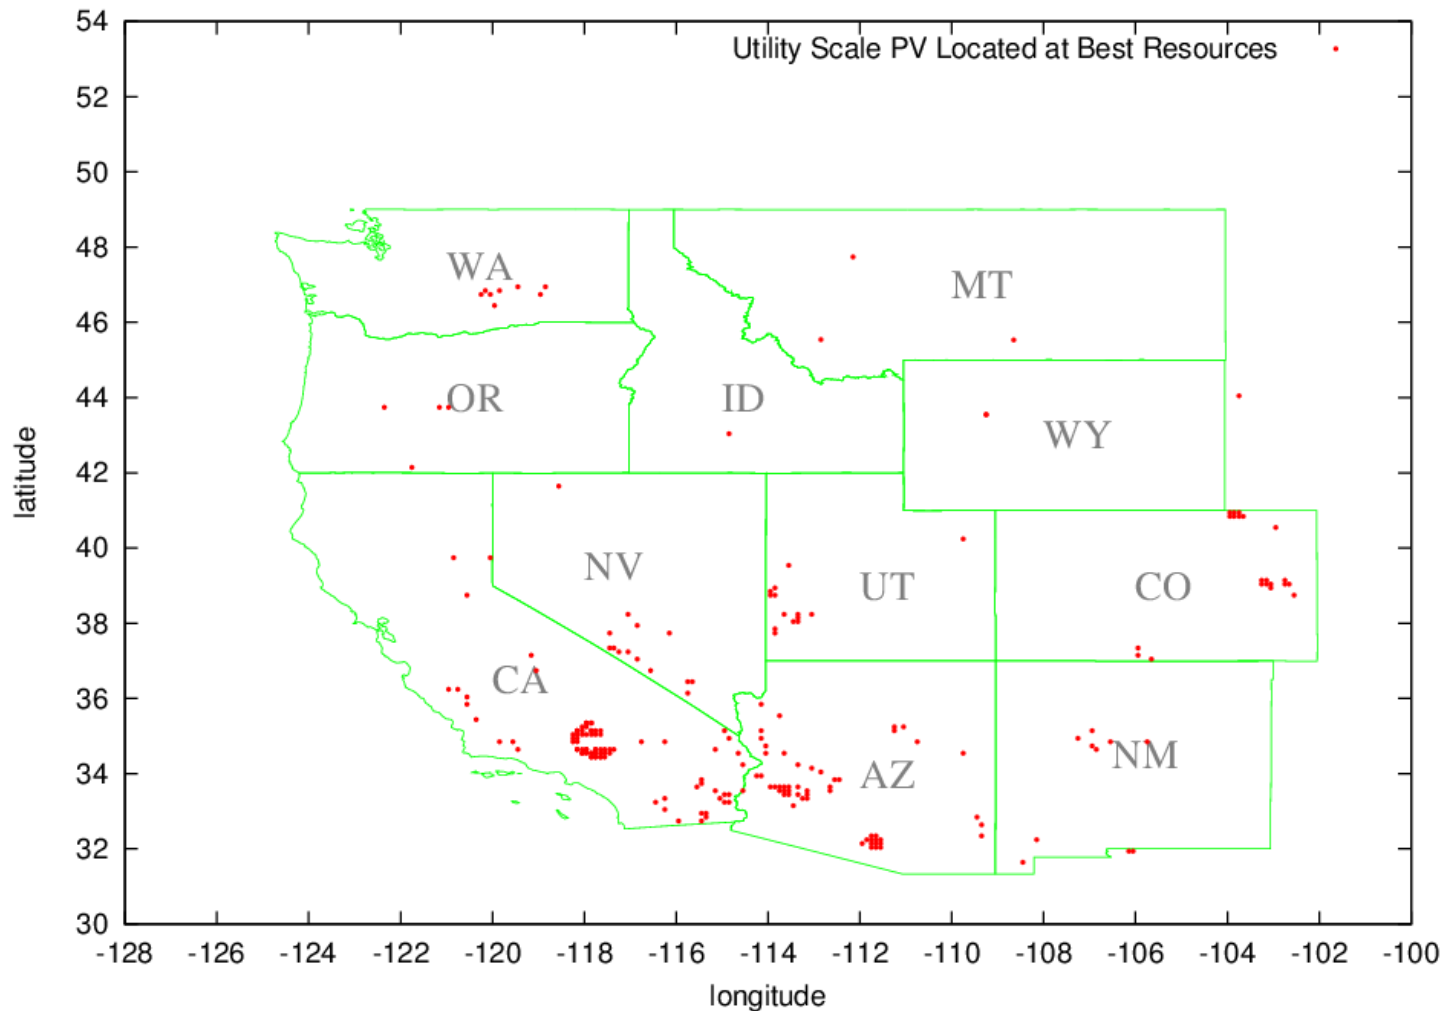 54
52
50
48
46
44
42
40
38
36
34
32
30
latitude
Utility Scale PV Located at Best Resources
WA
MT
OR
ID
WY
NV
UT
CO
CA
AZ
NM
-128 -126 -124 -122 -120 -118 -116 -114 -112 -110 -108 -106 -104 -102 -100
longitude